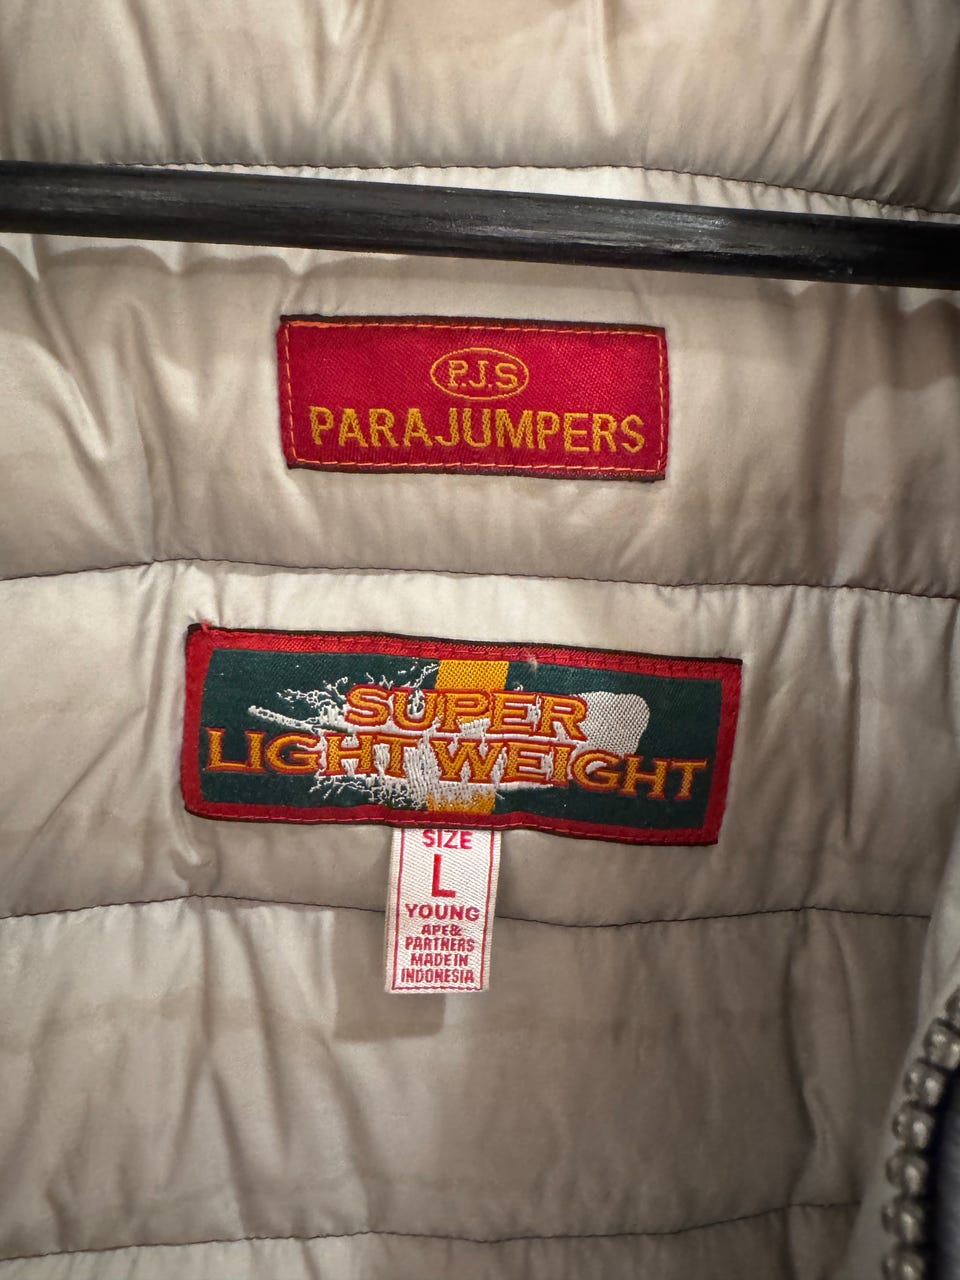 P.J.S
PARAJUMPERS
SUPER
LIGHT WEIGHT
SIZE
L
YOUNG
APE&
PARTNERS
MADE IN
INDONESIA